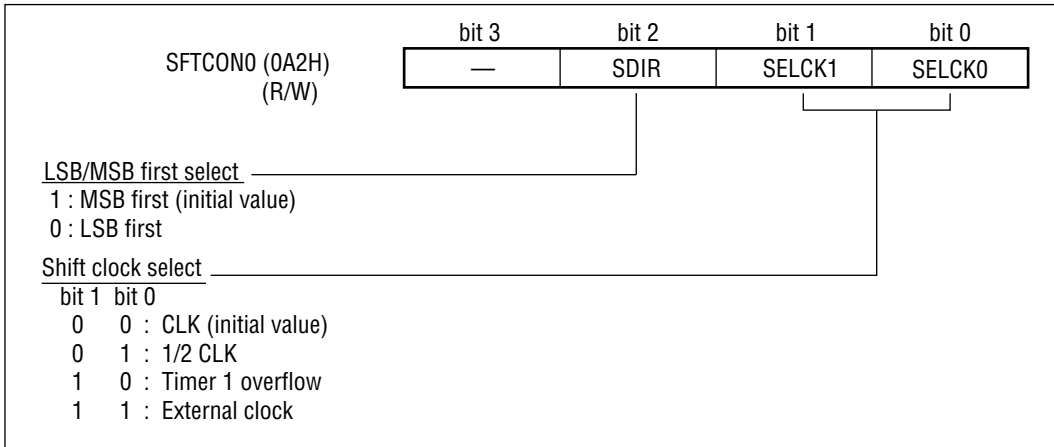 bit 3 bit 2 bit 1 bit 0
SFTCON0 (0A2H) — SDIR SELCK1 SELCK0
(R/W)
LSB/MSB first select
1 : MSB first (initial value)
0 : LSB first
Shift clock select
bit 1 bit 0
0 0 : CLK (initial value)
0 1 : 1/2 CLK
1 0 : Timer 1 overflow
1 1 : External clock